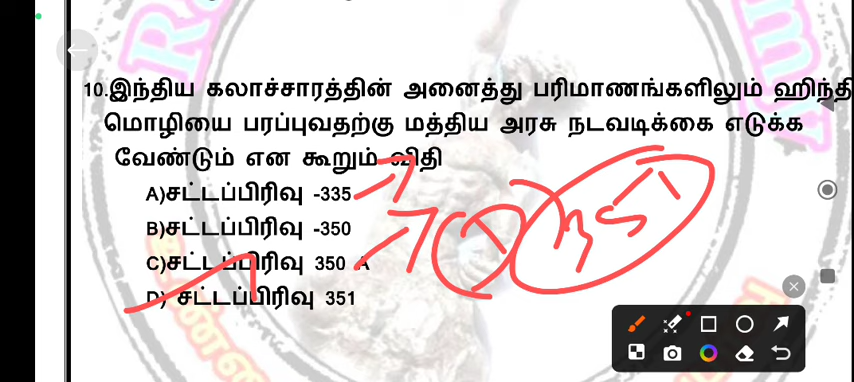 10.இந்திய கலாச்சாரத்தின் அனைத்து பரிமாணங்களிலும் ஹிந்தி
மொழியை பரப்புவதற்கு மத்திய அரசு நடவடிக்கை எடுக்க
வேண்டும் என கூறும் விதி
A)சட்டப்பிரிவு -335
B)சட்டப்பிரிவு -350
C)சட்டப்பிரிவு 350 A
D) சட்டப்பிரிவு 351
351